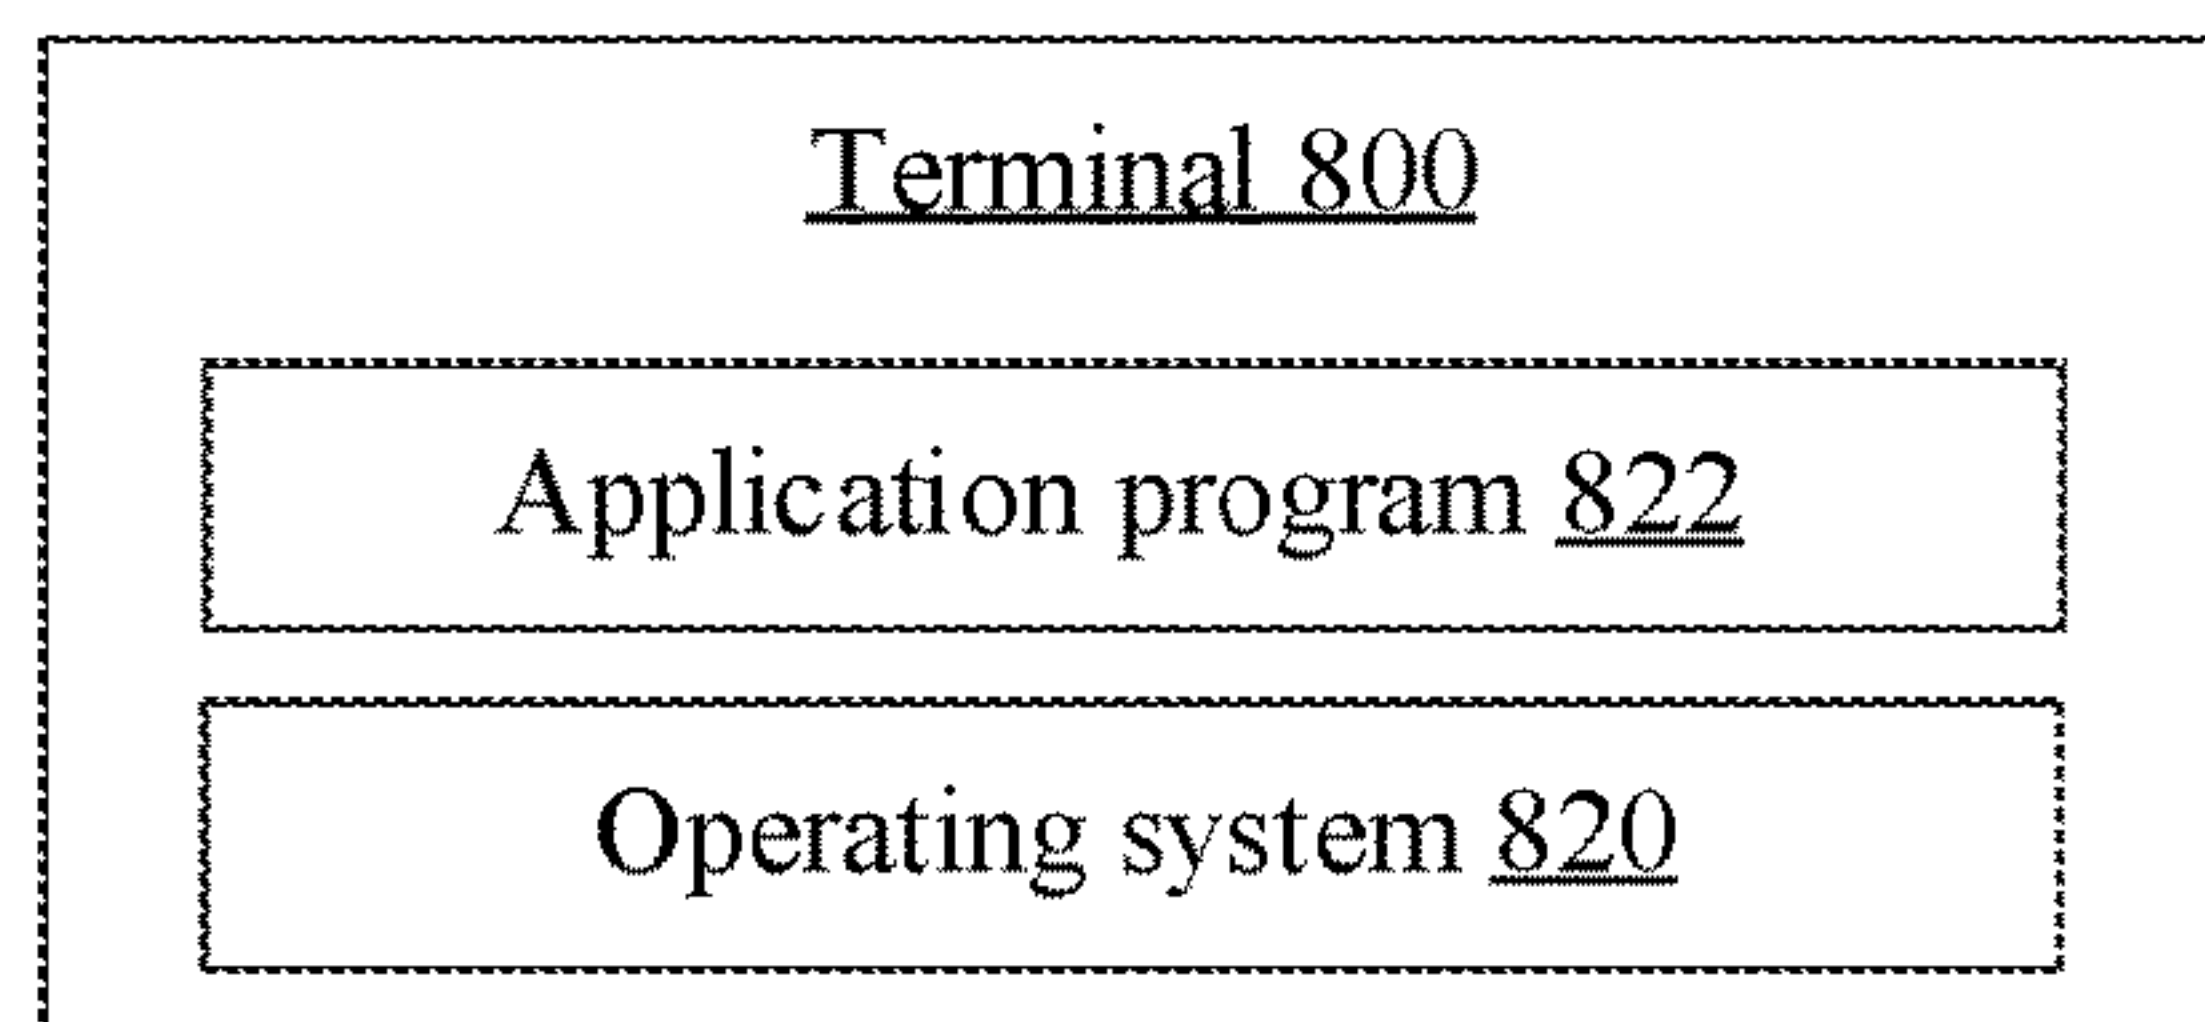 Terminal 800
Application program 822
Operating system 820